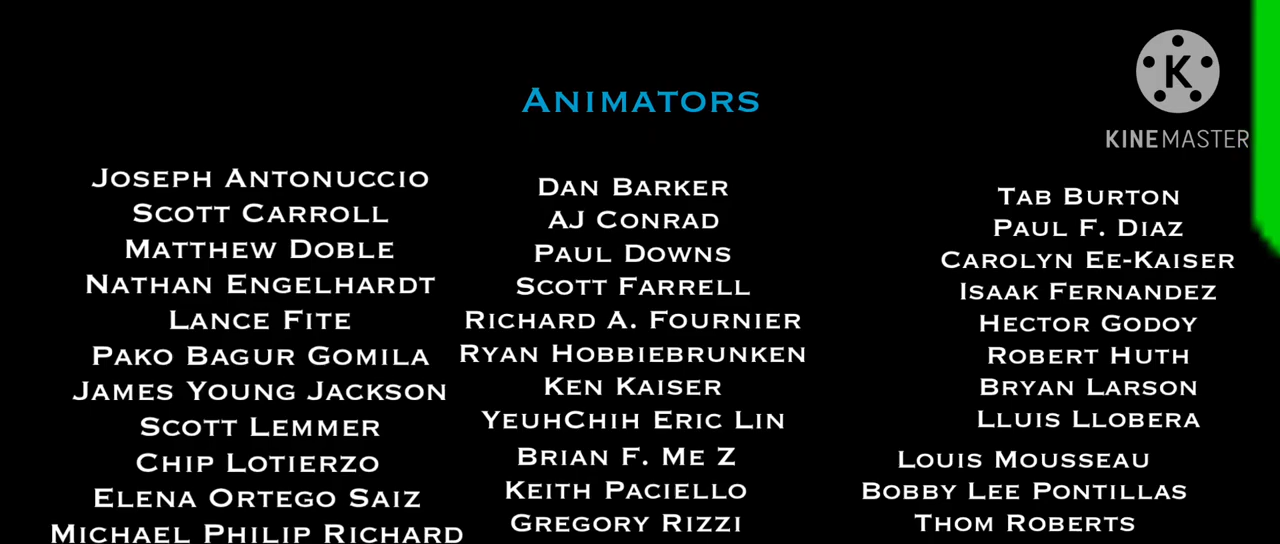 ANIMATORS
K
KINEMASTER
JOSEPH ANTONUCCIO
SCOTT CARROLL
MATTHEW DOBLE
NATHAN ENGELHARDT
LANCE FITE
PAKO BAGUR GOMILA
JAMES YOUNG JACKSON
SCOTT LEMMER
CHIP LOTIERZO
ELENA ORTEGO SAIZ
MICHAEL PHILIP RICHARD
DAN BARKER
AJ CONRAD
PAUL DOWNS
SCOTT FARRELL
RICHARD A. FOURNIER
RYAN HOBBIEBRUNKEN
KEN KAISER
YEUHCHIH ERIC LIN
BRIAN F. ME Z
KEITH PACIELLO
GREGORY RIZZI
TAB BURTON
PAUL F. DIAZ
CAROLYN EE-KAISER
ISAAK FERNANDEZ
HECTOR GODOY
ROBERT HUTH
BRYAN LARSON
LLUIS LLOBERA
LOUIS MOUSSEAU
BOBBY LEE PONTILLAS
THOM ROBERTS